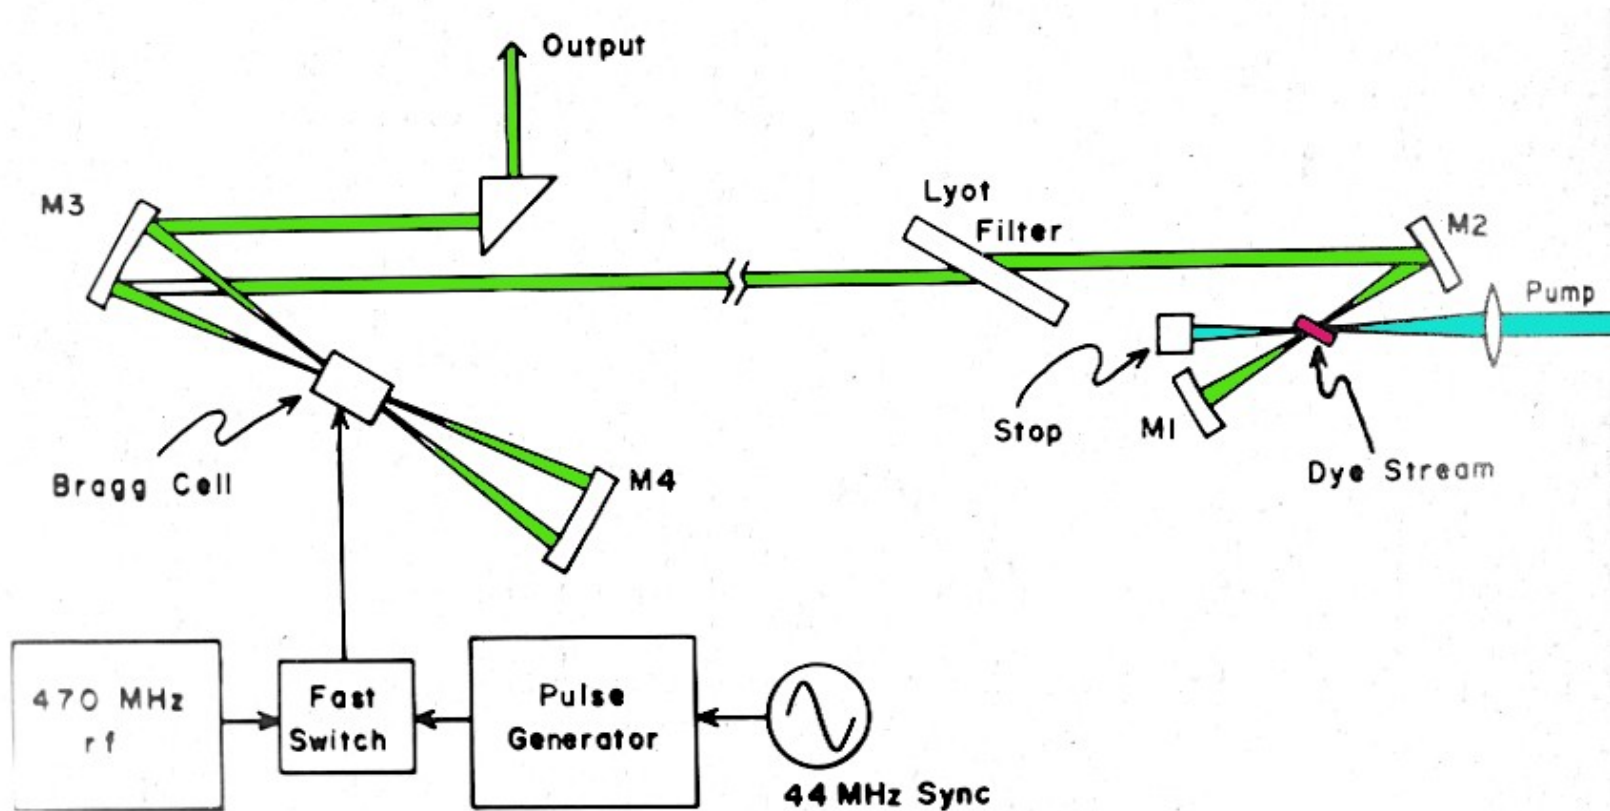 Output
M3
Lyot
Filter
M2
Pump
Stop
M1
Dye Stream
Bragg Cell
M4
470 MHz
rf
Fast
Switch
Pulse
Generator
44 MHz Sync